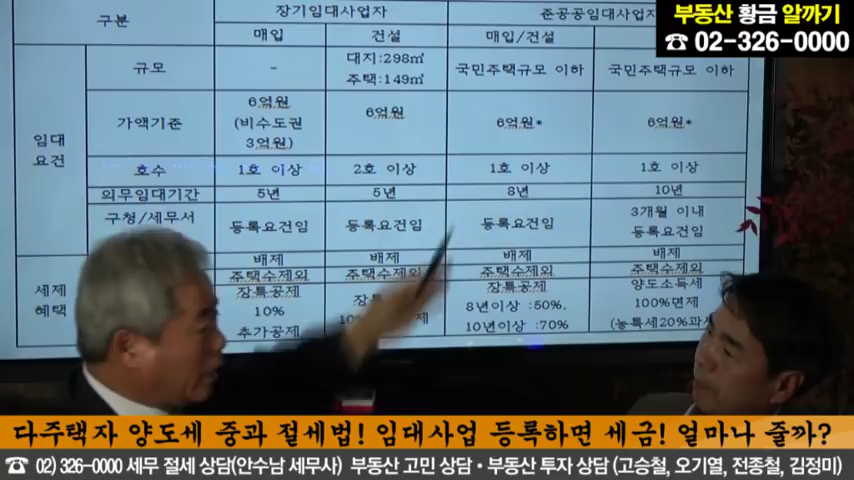 부동산 황금 알까기
☎ 02-326-0000
구분 장기임대사업자 준공공임대사업자
매입 건설 매입/건설
임대요건 규모 - 대지:298㎡ 주택:149㎡ 국민주택규모 이하 국민주택규모 이하
가액기준 6억원 (비수도권 3억원) 6억원 6억원* 6억원*
호수 1호 이상 2호 이상 1호 이상 1호 이상
의무임대기간 5년 5년 8년 10년
구청/세무서 등록요건임 등록요건임 등록요건임 3개월 이내 등록요건임
세제혜택 배제 배제 배제 배제
주택수제외 주택수제외 주택수제외 주택수제외
장특공제 10% 추가공제 장특 10% 제 장특공제 8년이상 :50%, 10년이상 :70% 양도소득세 100%면제 (농특세20%과
다주택자 양도세 중과 절세법! 임대사업 등록하면 세금! 얼마나 줄까?
☎ 02) 326-0000 세무 절세 상담(안수남 세무사) 부동산 고민 상담·부동산 투자 상담 (고승철, 오기열, 전종철, 김정미)